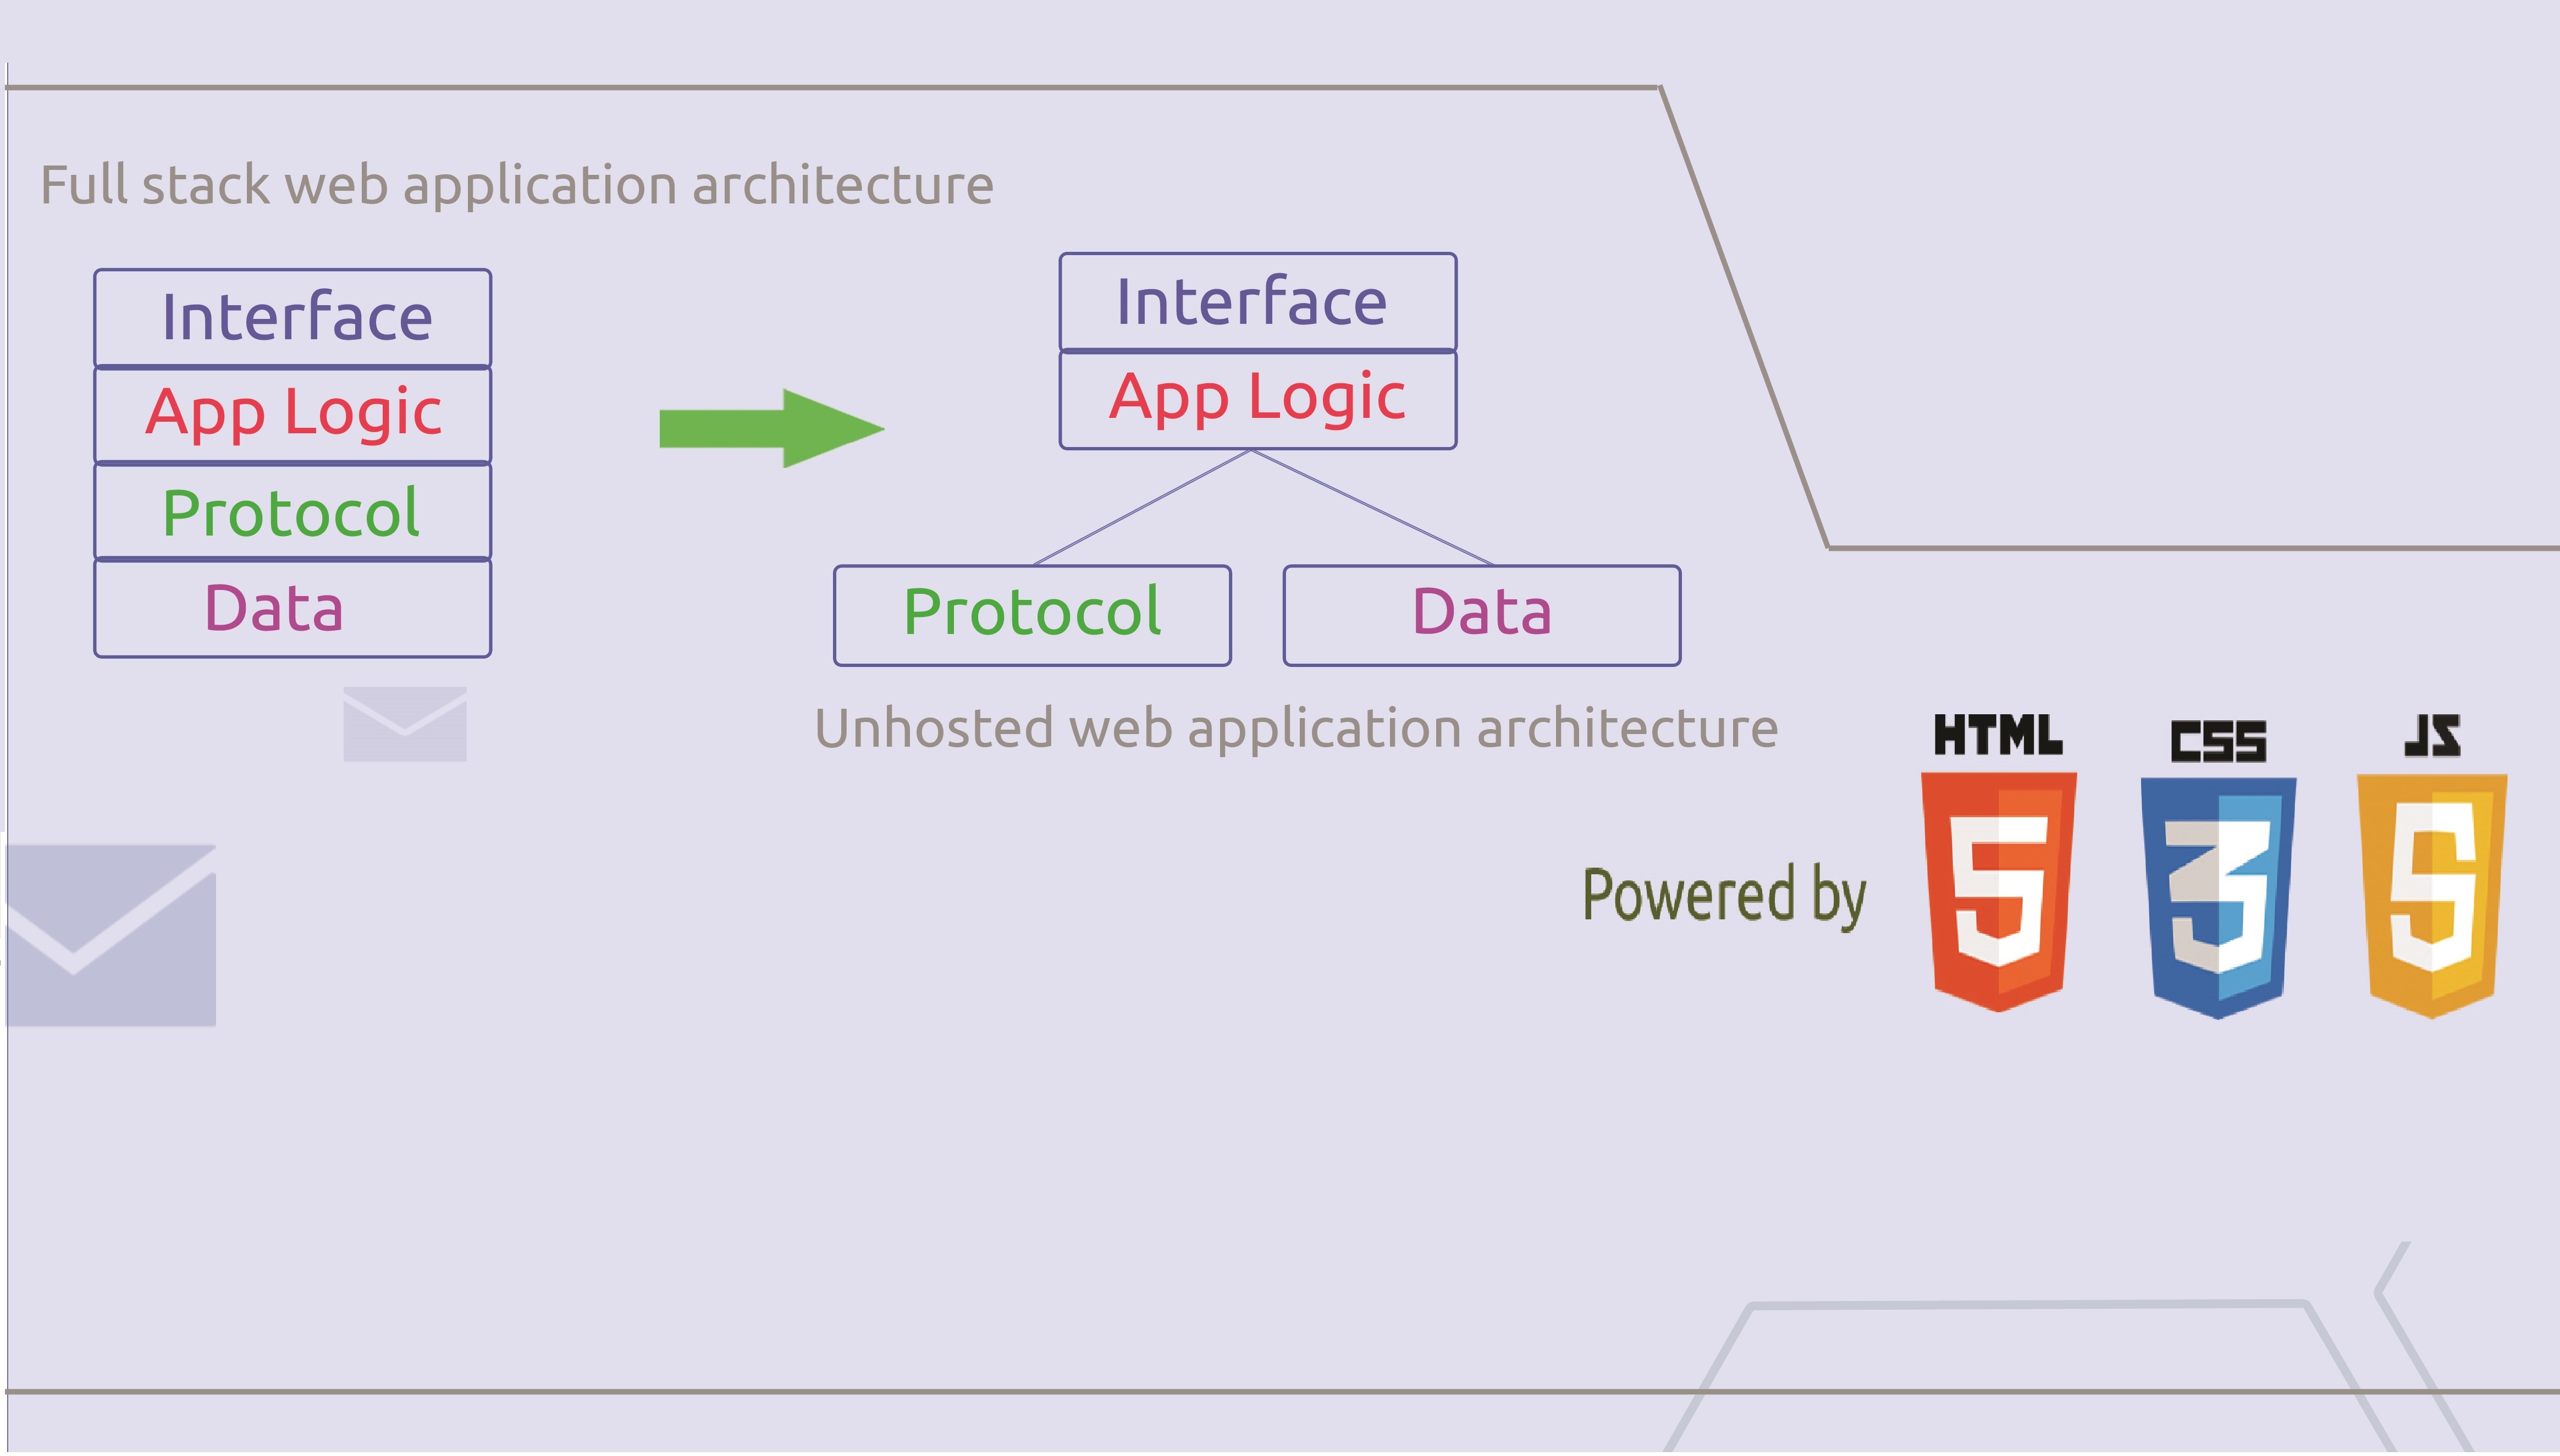 Full stack web application architecture
Interface
App Logic
Protocol
Data
Interface
App Logic
Protocol
Data
Unhosted web application architecture
Powered by
HTML
5
CSS
3
JS
5